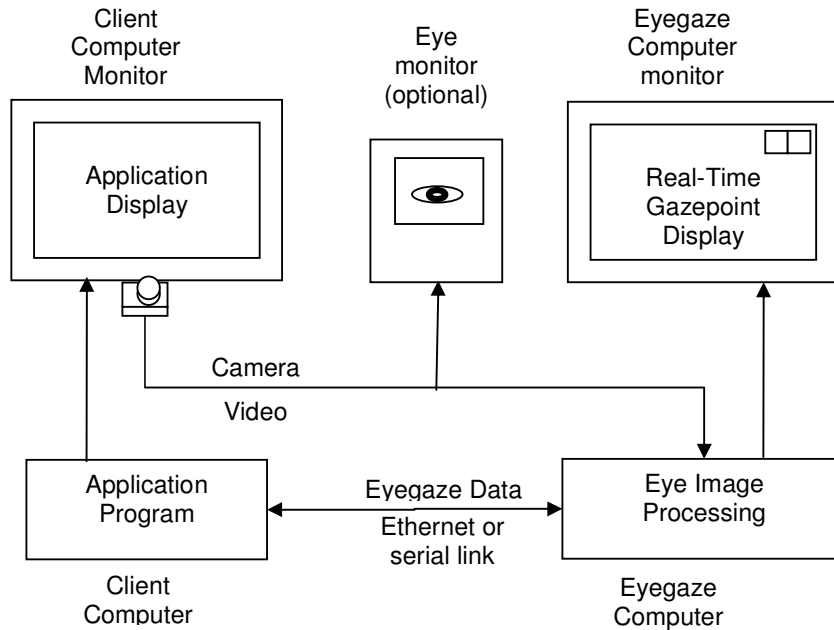 Client
Computer
Monitor
Eye
monitor
(optional)
Eyegaze
Computer
monitor
Application
Display
Real-Time
Gazepoint
Display
Camera
Video
Application
Program
Eyegaze Data
Ethernet or
serial link
Eye Image
Processing
Client
Computer
Eyegaze
Computer